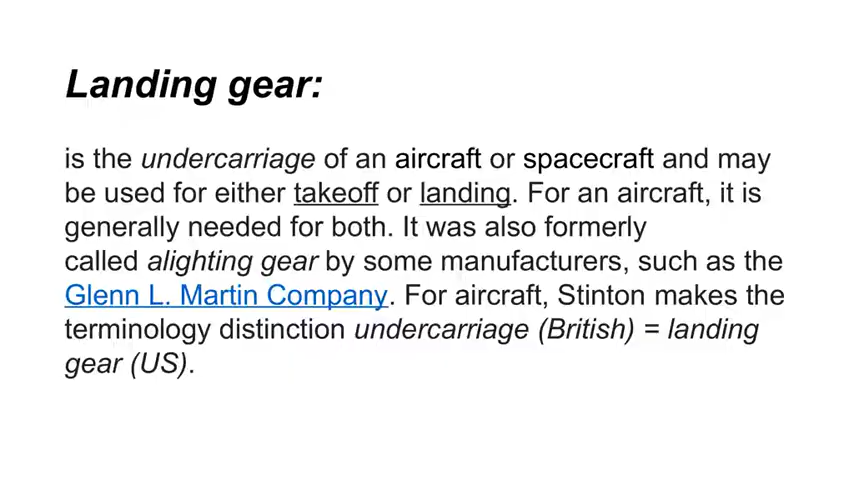 Landing gear:
is the undercarriage of an aircraft or spacecraft and may
be used for either takeoff or landing. For an aircraft, it is
generally needed for both. It was also formerly
called alighting gear by some manufacturers, such as the
Glenn L. Martin Company. For aircraft, Stinton makes the
terminology distinction undercarriage (British) = landing
gear (US).